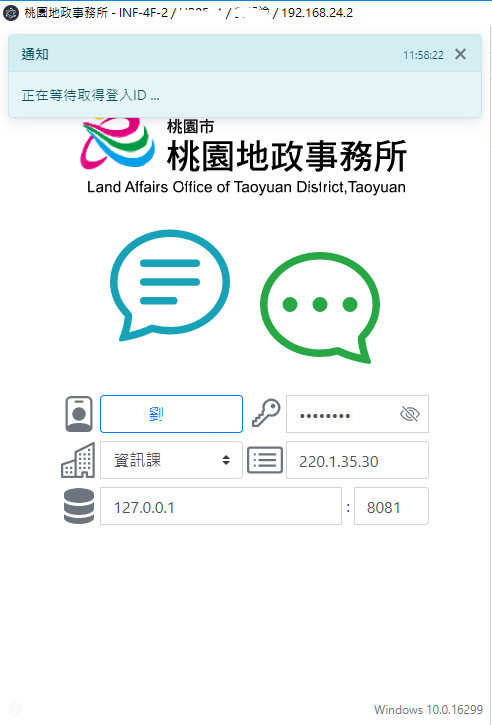 桃園地政事務所 - INF-4F-2 / / / 192.168.24.2
通知 11:58:22
正在等待取得登入ID ...
桃園市
桃園地政事務所
Land Affairs Office of Taoyuan District,Taoyuan
劉 ••••••••
資訊課 220.1.35.30
127.0.0.1 : 8081
Windows 10.0.16299